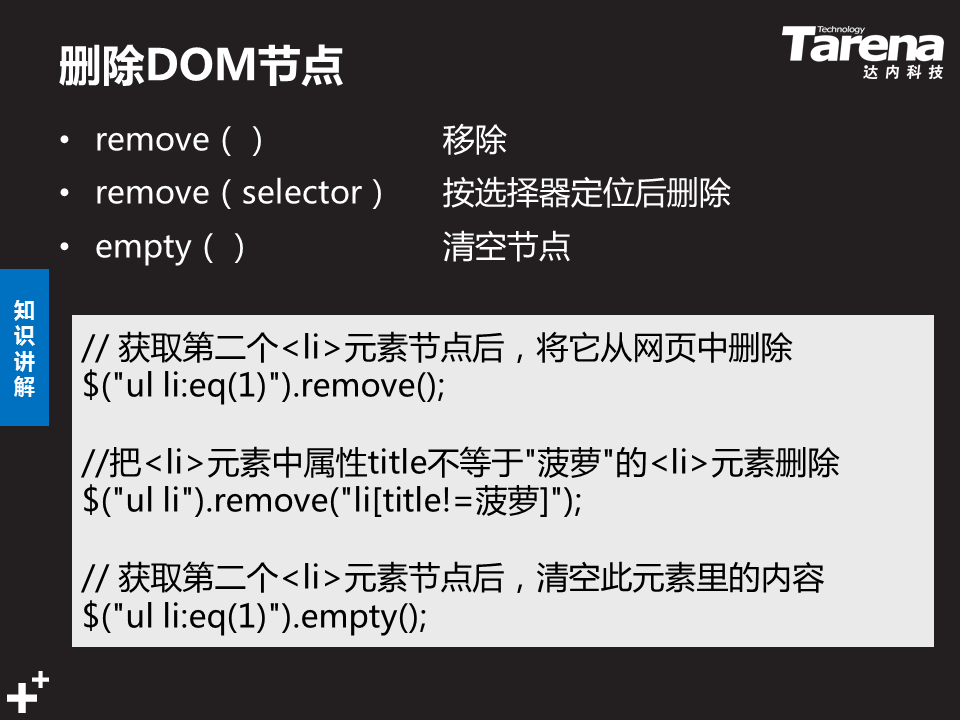 删除DOM节点
Technology
Tarena
达内科技
• remove（ ） 移除
• remove（selector） 按选择器定位后删除
• empty（ ） 清空节点
知识讲解
// 获取第二个<li>元素节点后，将它从网页中删除
$("ul li:eq(1)").remove();
//把<li>元素中属性title不等于"菠萝"的<li>元素删除
$("ul li").remove("li[title!=菠萝]");
// 获取第二个<li>元素节点后，清空此元素里的内容
$("ul li:eq(1)").empty();